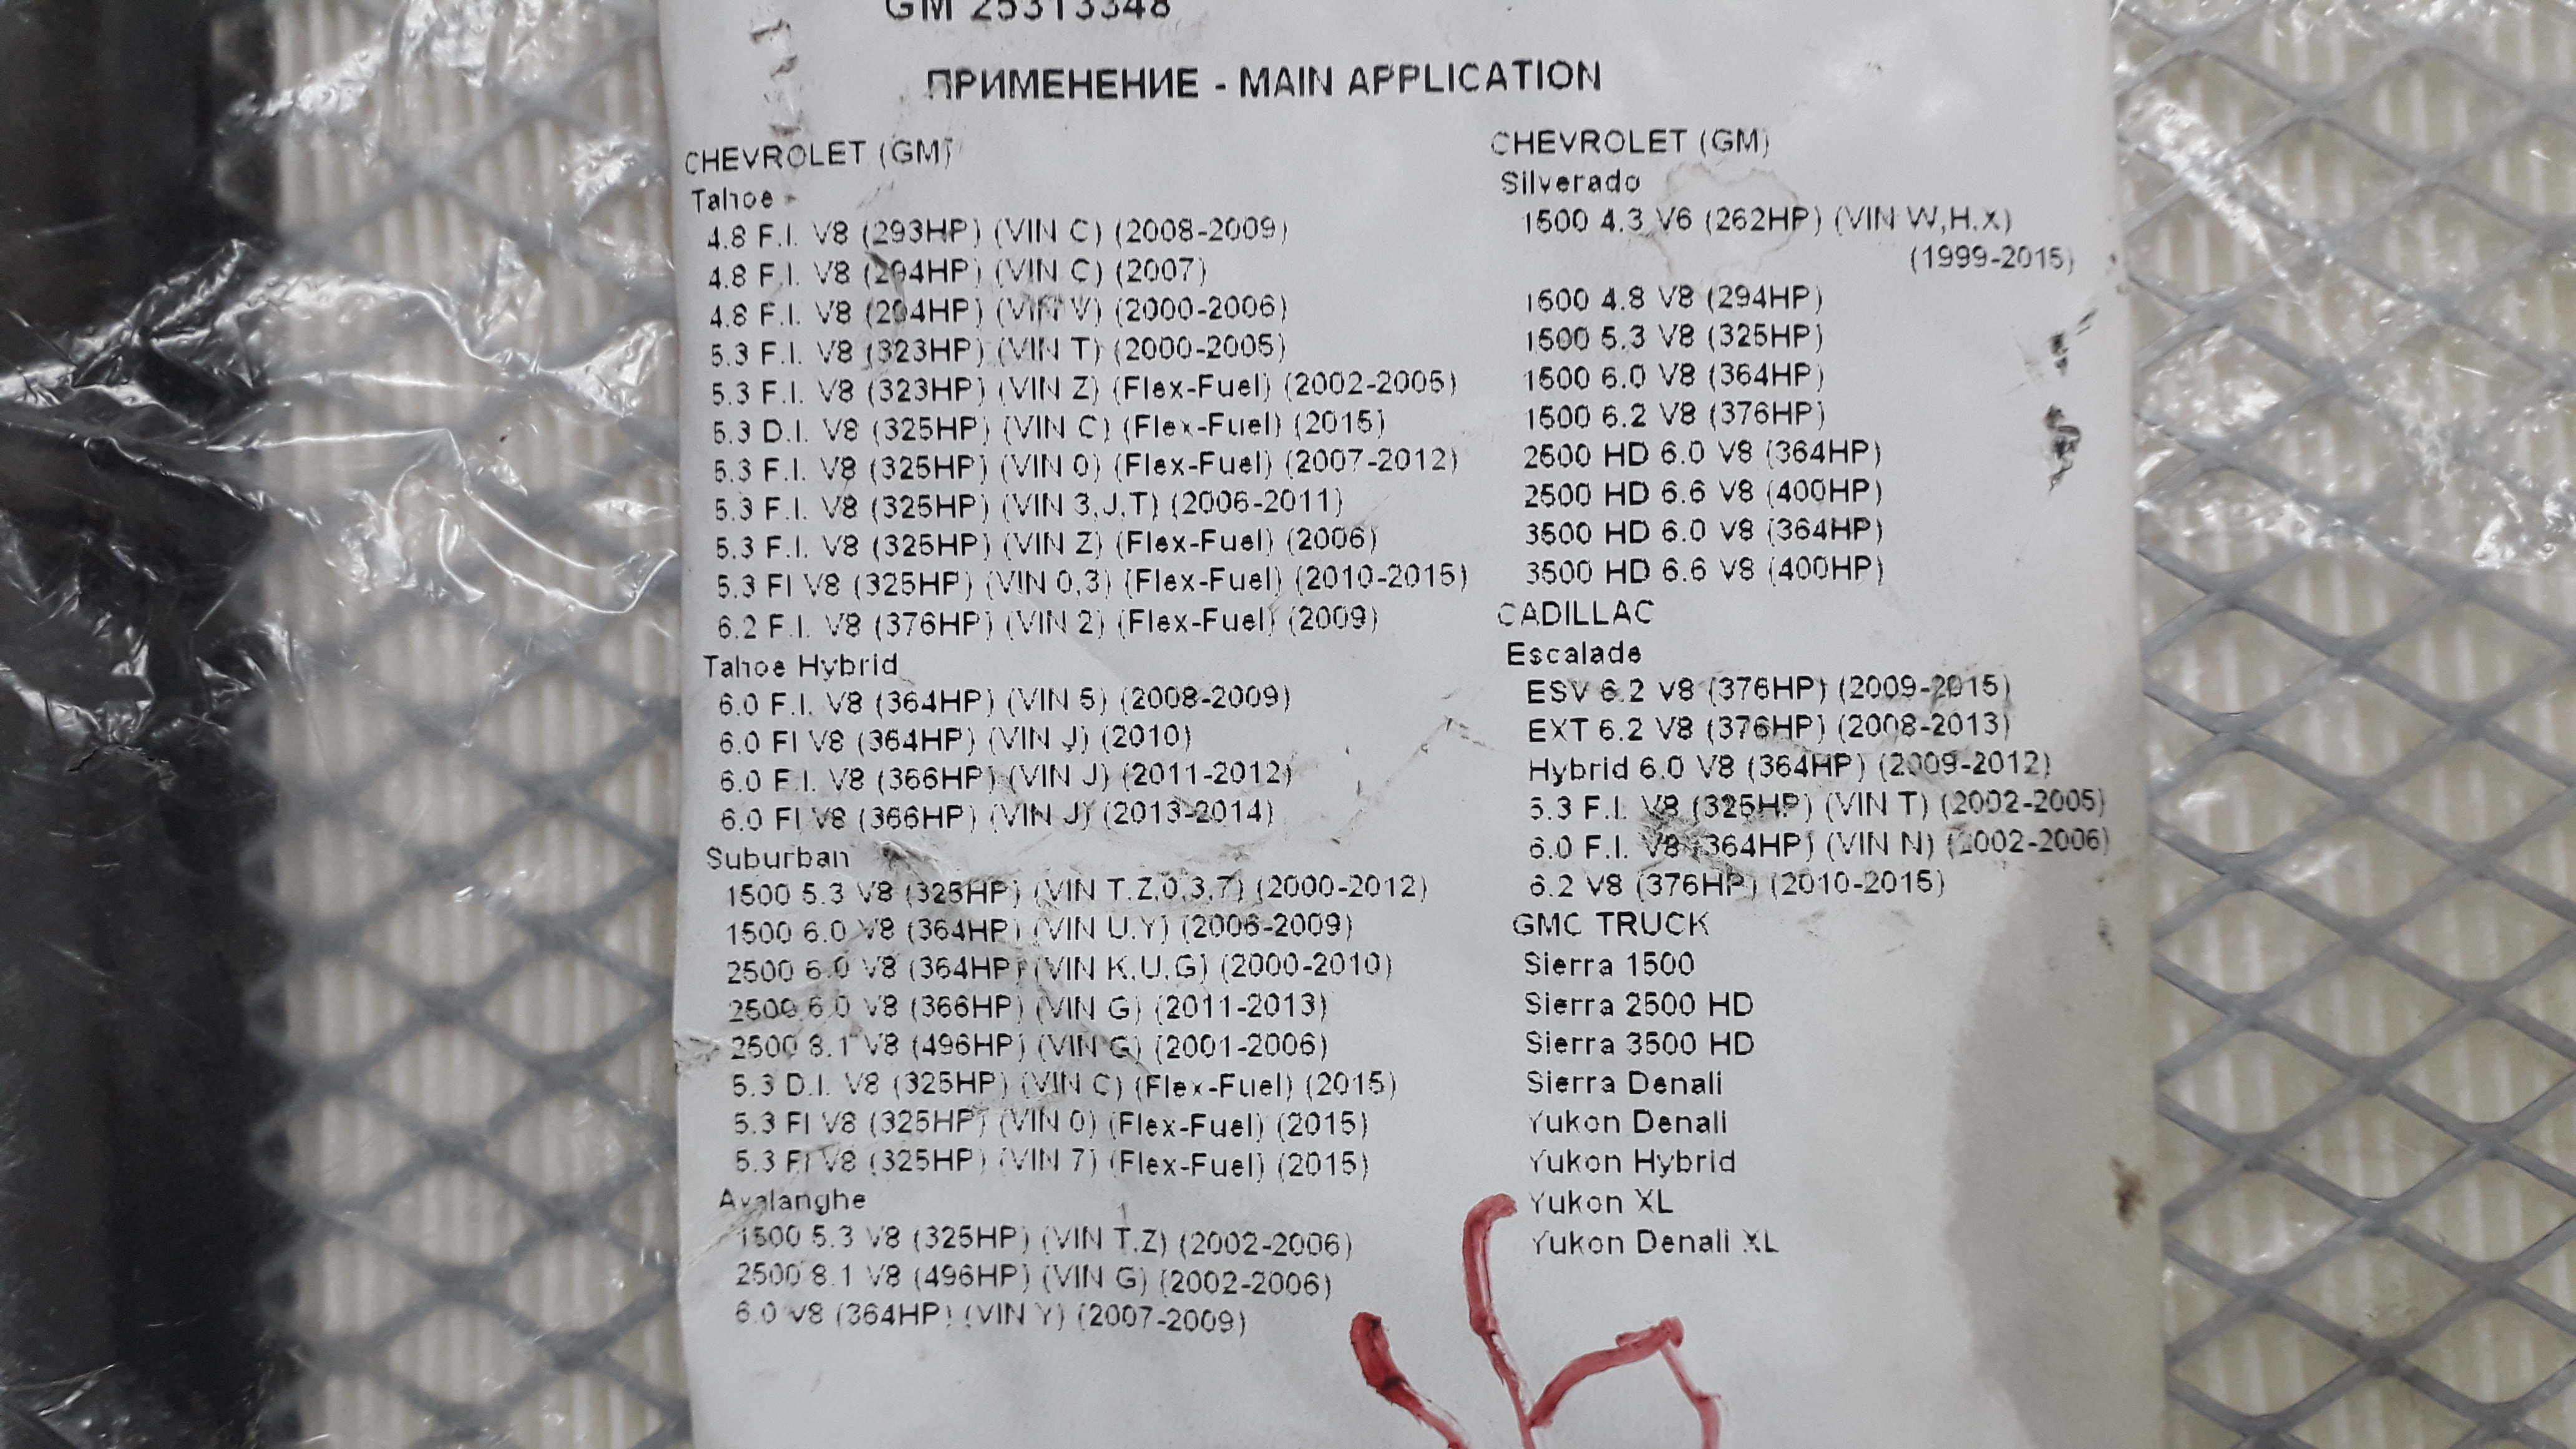 GM 25313348
ПРИМЕНЕНИЕ - MAIN APPLICATION
CHEVROLET (GM)
Tahoe
4.8 F.I. V8 (293HP) (VIN C) (2008-2009)
4.8 F.I. V8 (294HP) (VIN C) (2007)
4.8 F.I. V8 (294HP) (VIN V) (2000-2006)
5.3 F.I. V8 (323HP) (VIN T) (2000-2005)
5.3 F.I. V8 (323HP) (VIN Z) (Flex-Fuel) (2002-2005)
5.3 D.I. V8 (325HP) (VIN C) (Flex-Fuel) (2015)
5.3 F.I. V8 (325HP) (VIN 0) (Flex-Fuel) (2007-2012)
5.3 F.I. V8 (325HP) (VIN 3,J,T) (2006-2011)
5.3 F.I. V8 (325HP) (VIN Z) (Flex-Fuel) (2006)
5.3 FI V8 (325HP) (VIN 0,3) (Flex-Fuel) (2010-2015)
6.2 F.I. V8 (376HP) (VIN 2) (Flex-Fuel) (2009)
Tahoe Hybrid
6.0 F.I. V8 (364HP) (VIN 5) (2008-2009)
6.0 FI V8 (364HP) (VIN J) (2010)
6.0 F.I. V8 (366HP) (VIN J) (2011-2012)
6.0 FI V8 (366HP) (VIN J) (2013-2014)
Suburban
1500 5.3 V8 (325HP) (VIN T,Z,0,3,7) (2000-2012)
1500 6.0 V8 (364HP) (VIN U,Y) (2006-2009)
2500 6.0 V8 (364HP) (VIN K,U,G) (2000-2010)
2500 6.0 V8 (366HP) (VIN G) (2011-2013)
2500 8.1 V8 (496HP) (VIN G) (2001-2006)
5.3 D.I. V8 (325HP) (VIN C) (Flex-Fuel) (2015)
5.3 FI V8 (325HP) (VIN 0) (Flex-Fuel) (2015)
5.3 FI V8 (325HP) (VIN 7) (Flex-Fuel) (2015)
Avalanghe
1500 5.3 V8 (325HP) (VIN T,Z) (2002-2006)
2500 8.1 V8 (496HP) (VIN G) (2002-2006)
6.0 V8 (364HP) (VIN Y) (2007-2009)
CHEVROLET (GM)
Silverado
1500 4.3 V6 (262HP) (VIN W,H,X)
(1999-2015)
1500 4.8 V8 (294HP)
1500 5.3 V8 (325HP)
1500 6.0 V8 (364HP)
1500 6.2 V8 (376HP)
2500 HD 6.0 V8 (364HP)
2500 HD 6.6 V8 (400HP)
3500 HD 6.0 V8 (364HP)
3500 HD 6.6 V8 (400HP)
CADILLAC
Escalade
ESV 6.2 V8 (376HP) (2009-2015)
EXT 6.2 V8 (376HP) (2008-2013)
Hybrid 6.0 V8 (364HP) (2009-2012)
5.3 F.I. V8 (325HP) (VIN T) (2002-2005)
6.0 F.I. V8 (364HP) (VIN N) (2002-2006)
6.2 V8 (376HP) (2010-2015)
GMC TRUCK
Sierra 1500
Sierra 2500 HD
Sierra 3500 HD
Sierra Denali
Yukon Denali
Yukon Hybrid
Yukon XL
Yukon Denali XL